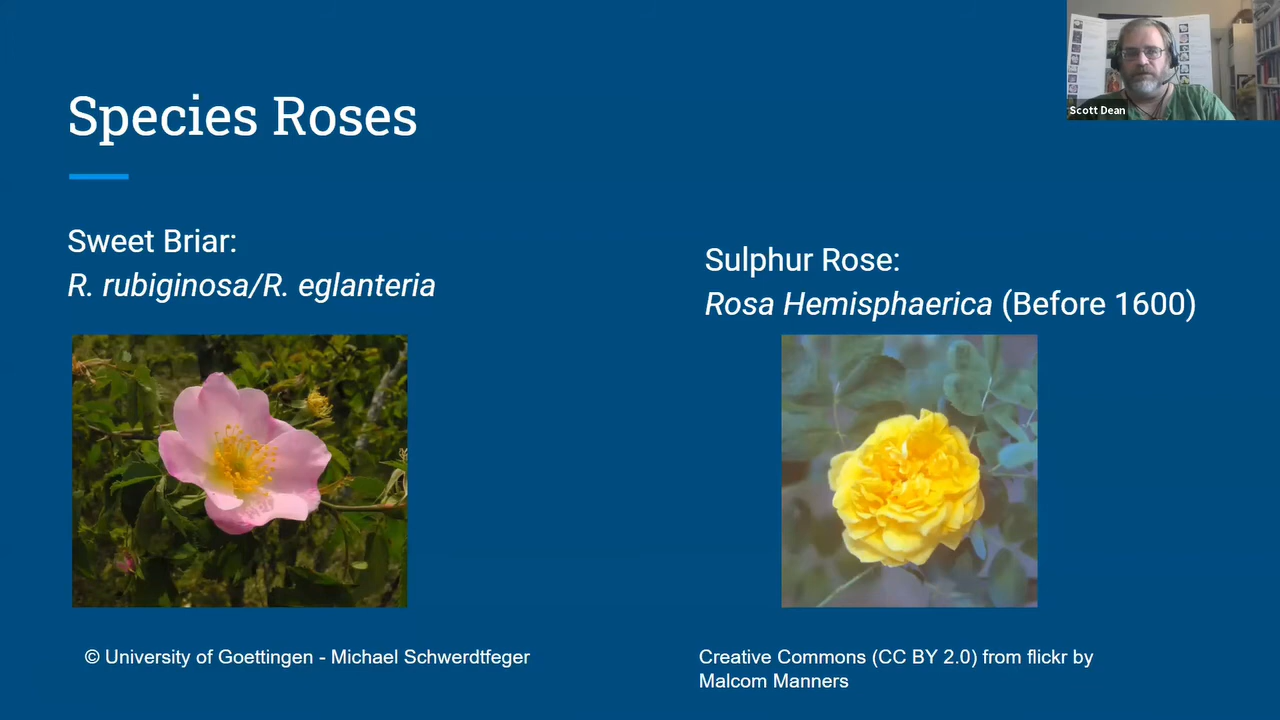 Scott Dean
Species Roses
Sweet Briar:
R. rubiginosa/R. eglanteria
Sulphur Rose:
Rosa Hemisphaerica (Before 1600)
© University of Goettingen - Michael Schwerdtfeger
Creative Commons (CC BY 2.0) from flickr by
Malcom Manners